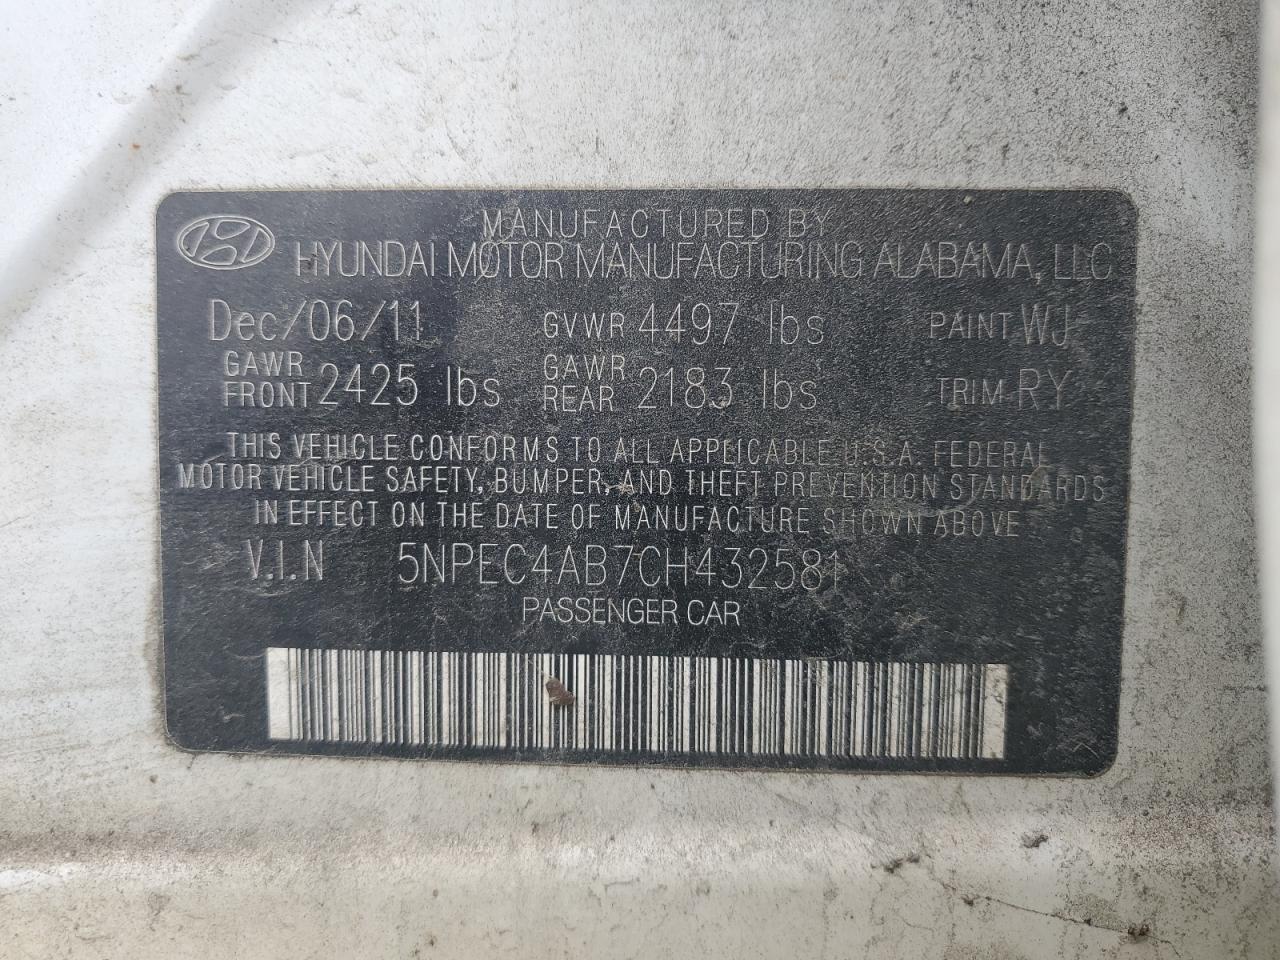 MANUFACTURED BY
HYUNDAI MOTOR MANUFACTURING ALABAMA, LLC
Dec/06/11 GVWR 4497 lbs PAINT WJ
GAWR FRONT 2425 lbs GAWR REAR 2183 lbs TRIM RY
THIS VEHICLE CONFORMS TO ALL APPLICABLE U.S.A. FEDERAL
MOTOR VEHICLE SAFETY, BUMPER, AND THEFT PREVENTION STANDARDS
IN EFFECT ON THE DATE OF MANUFACTURE SHOWN ABOVE
V.I.N 5NPEC4AB7CH432581
PASSENGER CAR